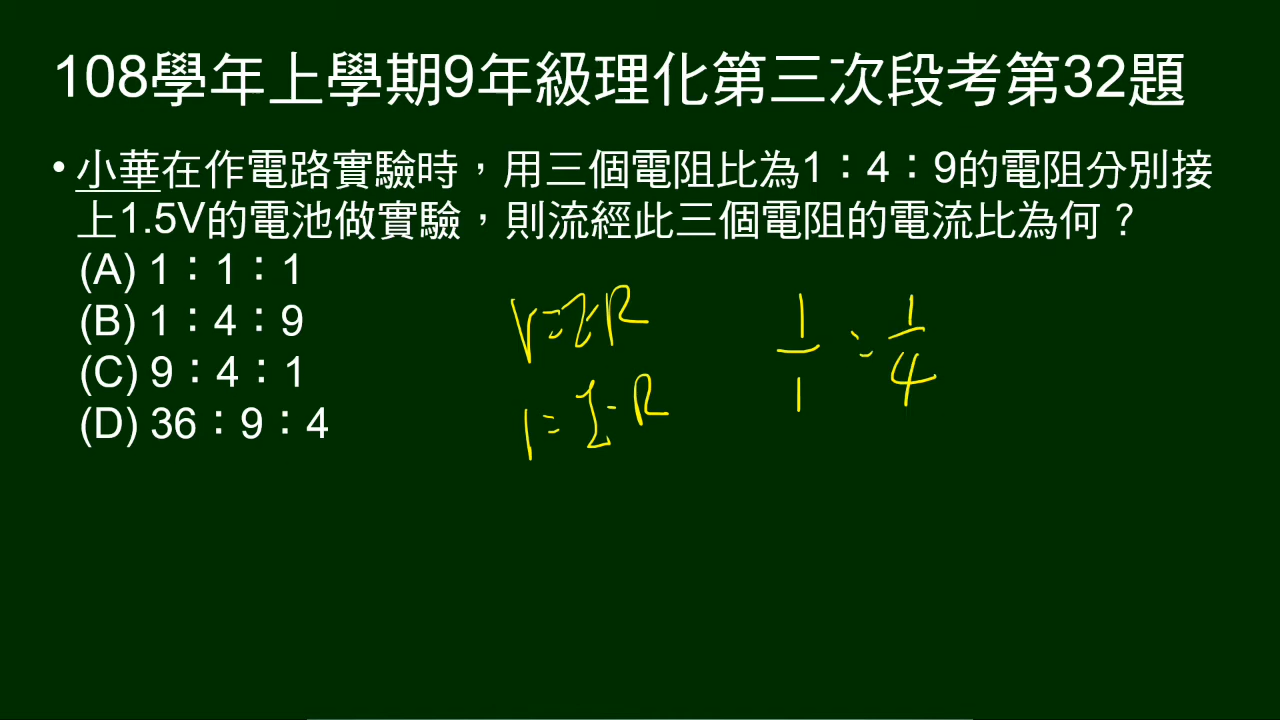 108學年上學期9年級理化第三次段考第32題
• 小華在作電路實驗時，用三個電阻比為1：4：9的電阻分別接
上1.5V的電池做實驗，則流經此三個電阻的電流比為何？
(A) 1：1：1
(B) 1：4：9
(C) 9：4：1
(D) 36：9：4
V=IR
1=I·R
1/1 : 1/4